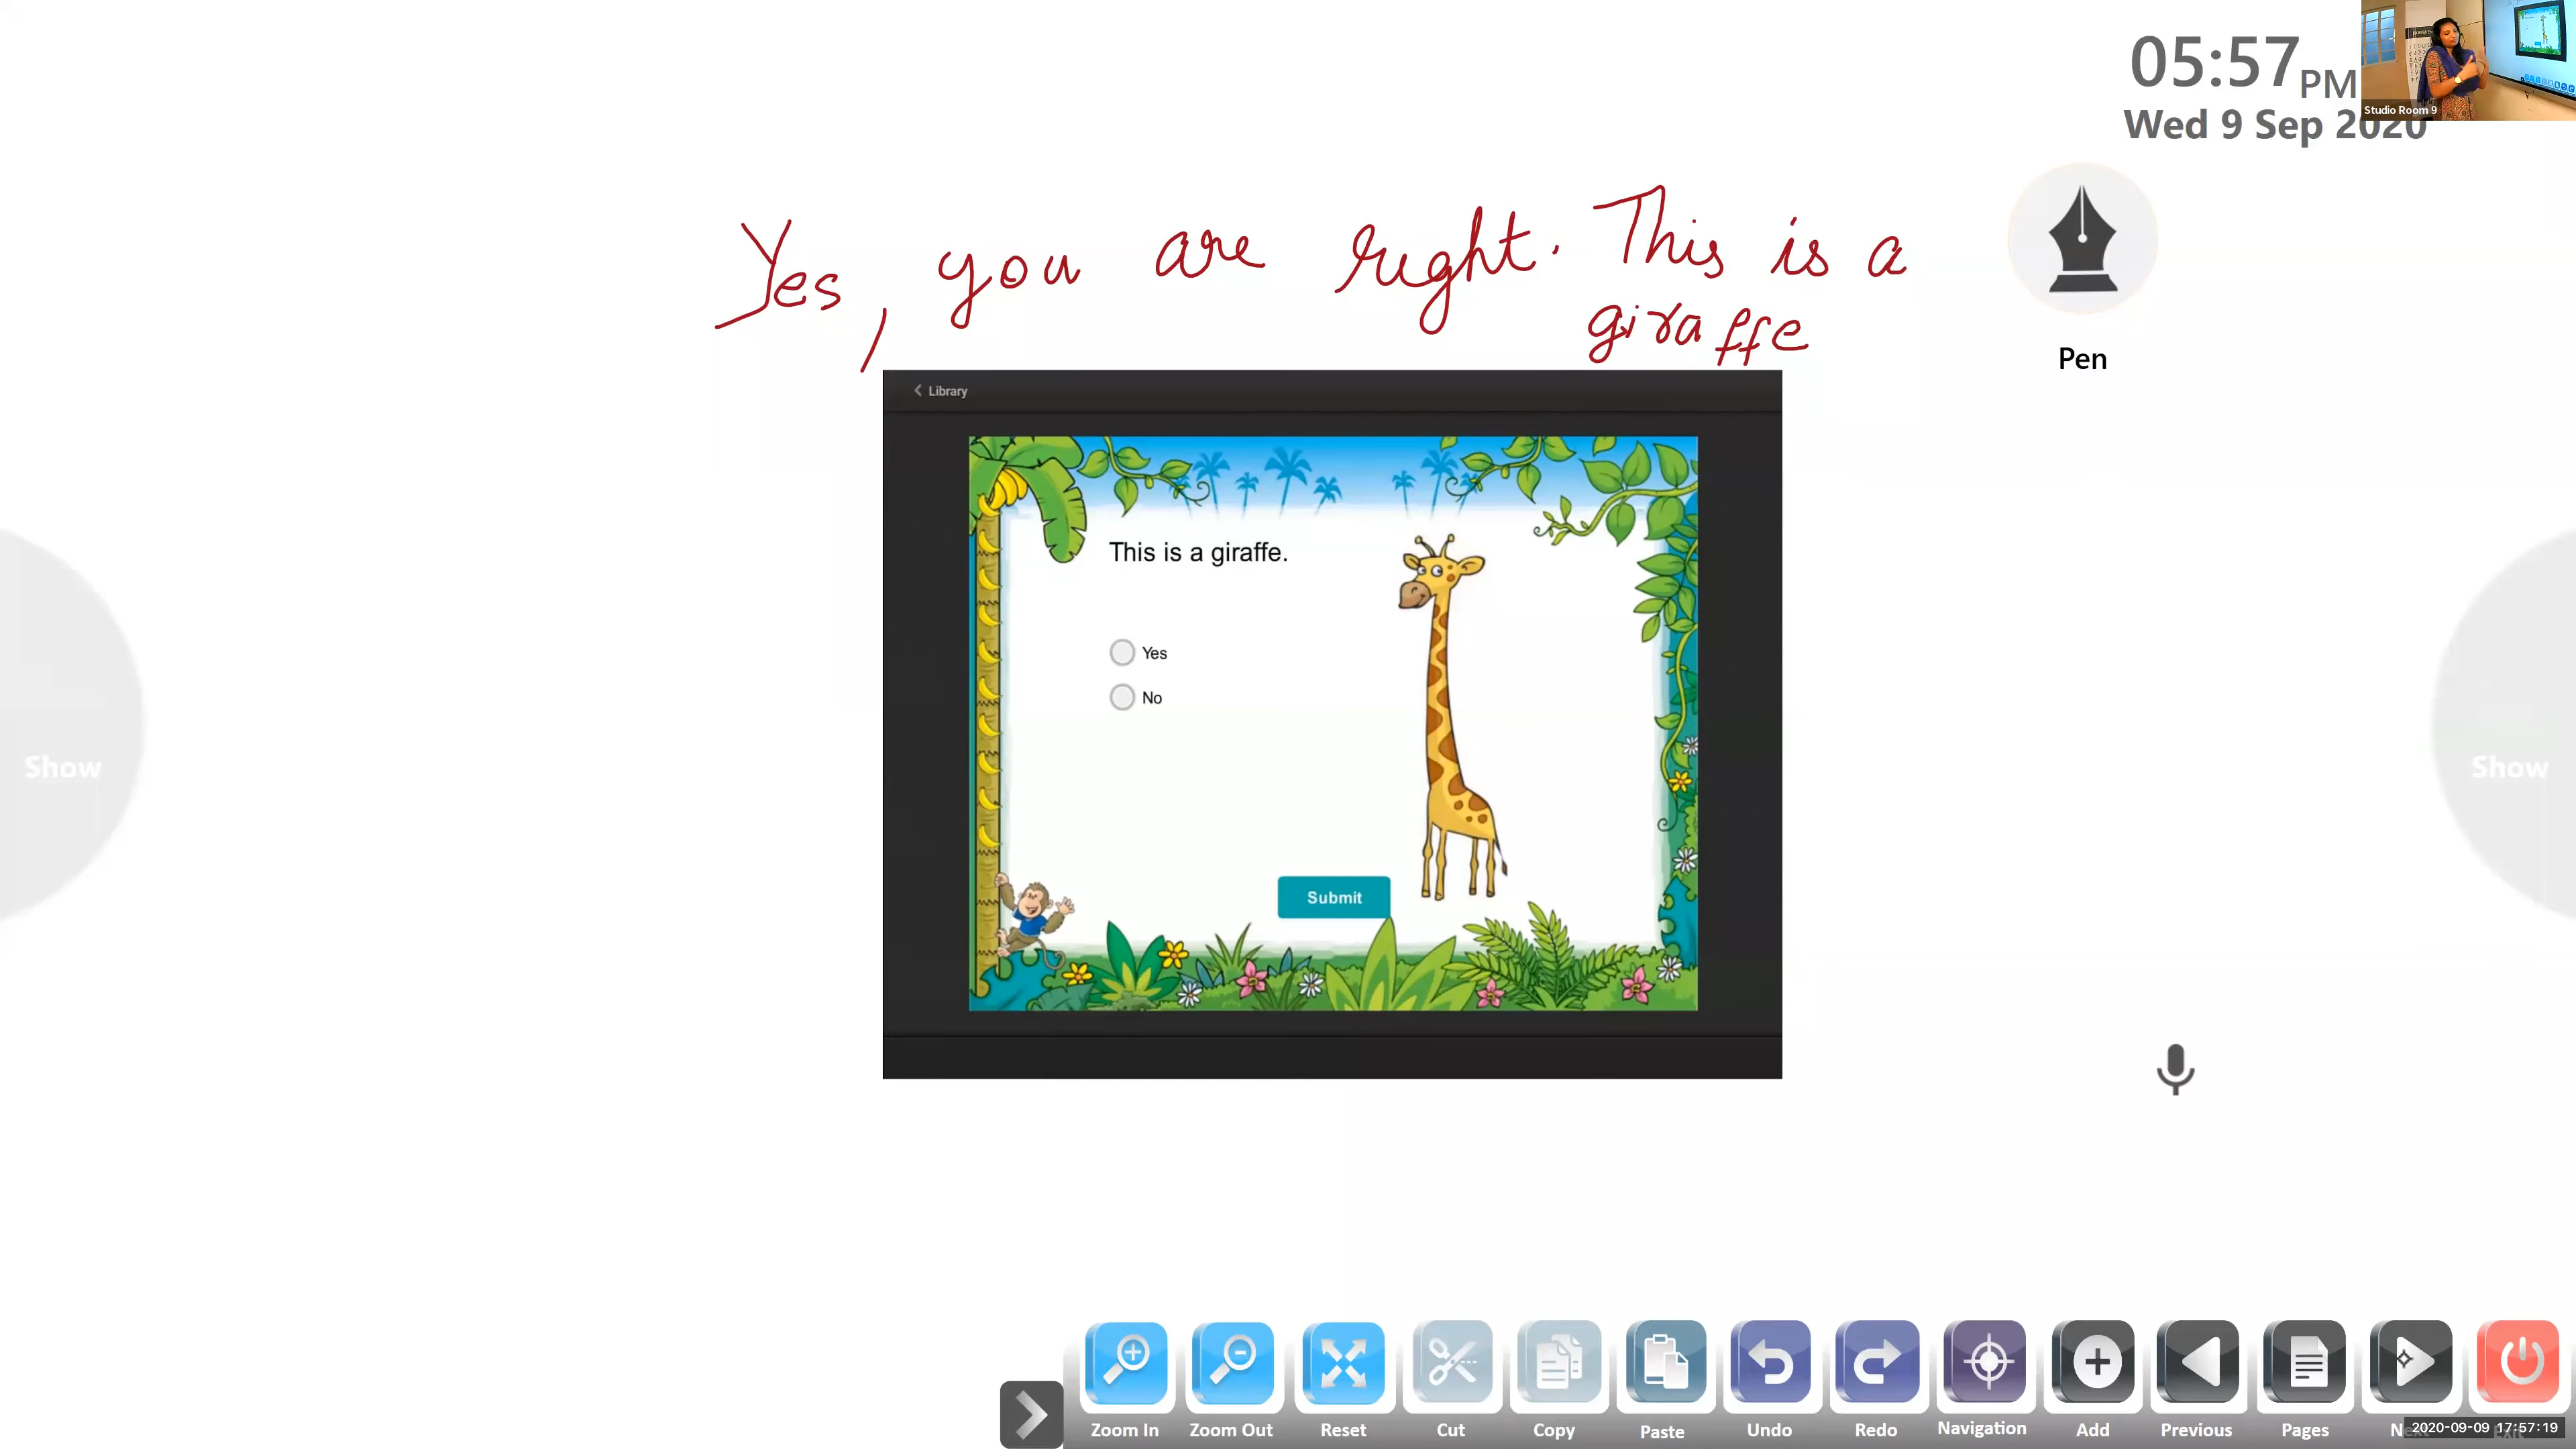 05:57 PM
Studio Room 9
Wed 9 Sep 2020
Yes, you are right. This is a
giraffe
Pen
Library
This is a giraffe.
Yes
No
Show
Show
Submit
Zoom In Zoom Out Reset Cut Copy Paste Undo Redo Navigation Add Previous Pages
2020-09-09 17:57:19